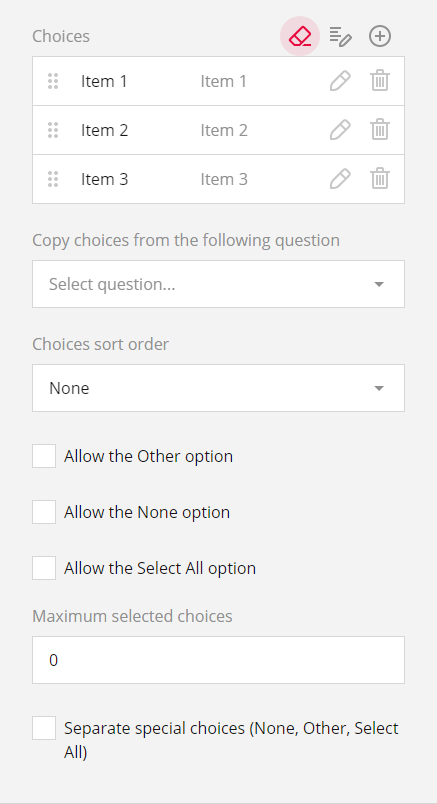 Choices
Item 1 Item 1
Item 2 Item 2
Item 3 Item 3
Copy choices from the following question
Select question...
Choices sort order
None
Allow the Other option
Allow the None option
Allow the Select All option
Maximum selected choices
0
Separate special choices (None, Other, Select
All)